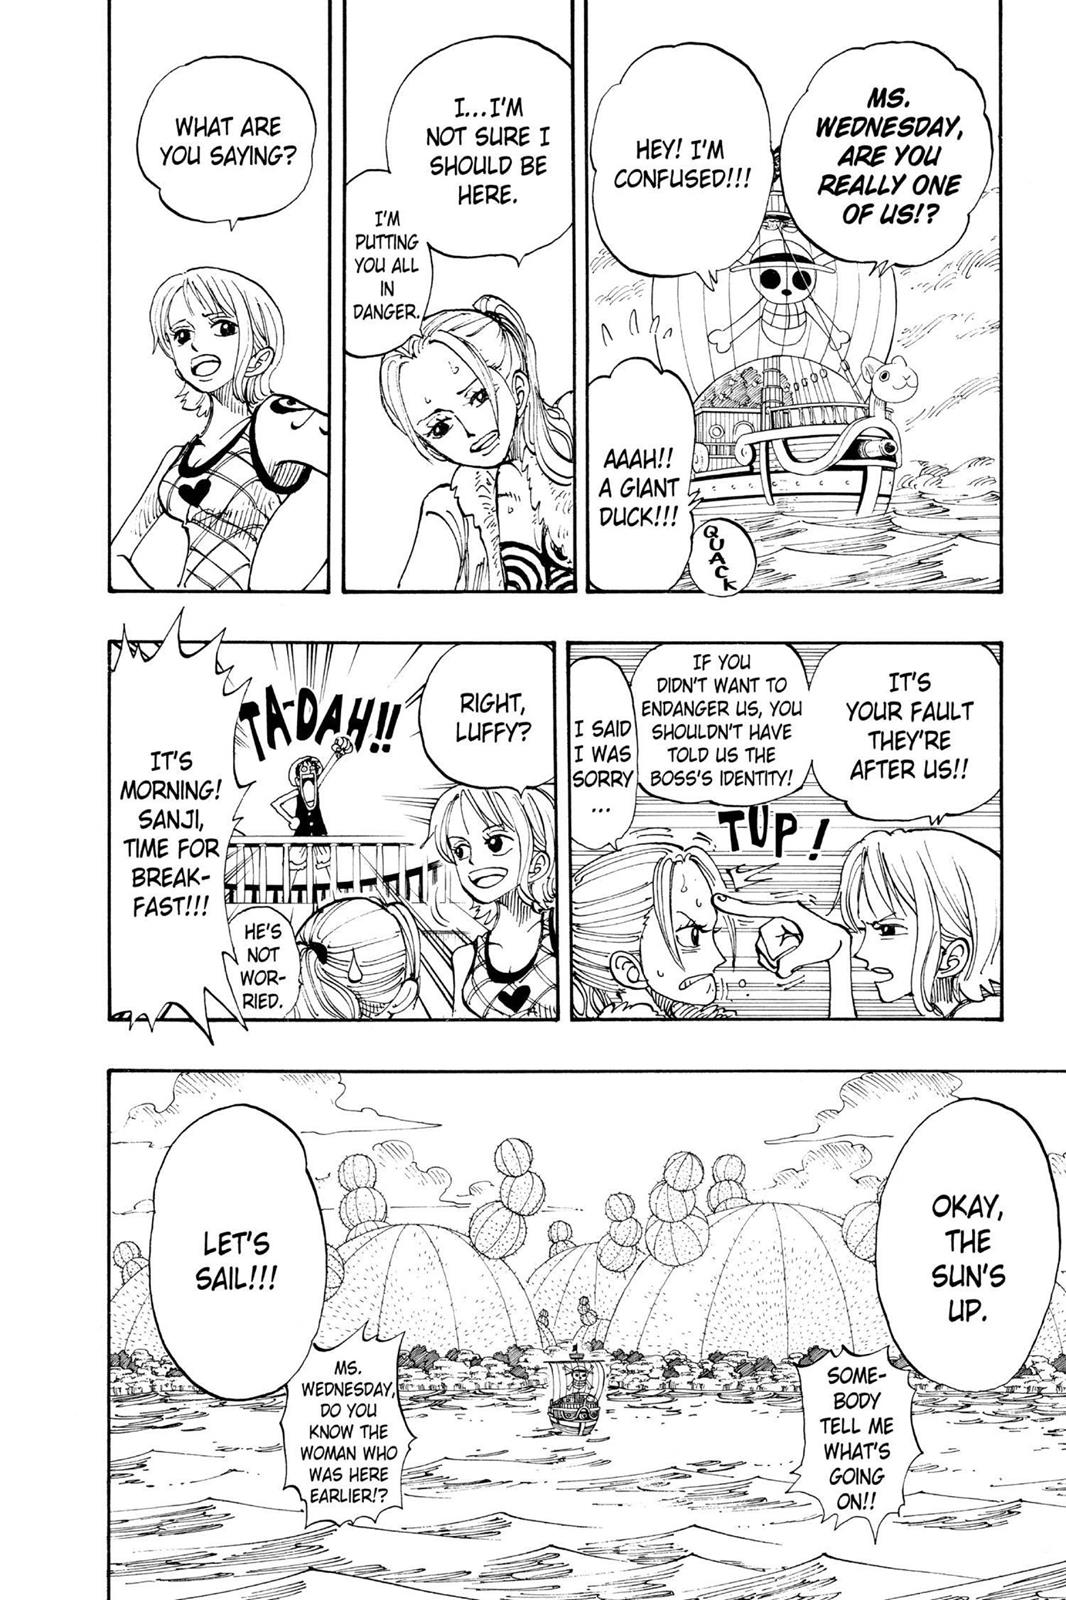 MS.
WEDNESDAY,
ARE YOU
REALLY ONE
OF US!?
HEY! I'M
CONFUSED!!!
AAAH!!
A GIANT
DUCK!!!
QUACK
I...I'M
NOT SURE I
SHOULD BE
HERE.
I'M
PUTTING
YOU ALL
IN
DANGER.
WHAT ARE
YOU SAYING?
IT'S
YOUR FAULT
THEY'RE
AFTER US!!
IF YOU
DIDN'T WANT TO
ENDANGER US, YOU
SHOULDN'T HAVE
TOLD US THE
BOSS'S IDENTITY!
TUP!
I SAID
I WAS
SORRY
...
RIGHT,
LUFFY?
TA-DAH!!
HE'S
NOT
WOR-
RIED.
IT'S
MORNING!
SANJI,
TIME FOR
BREAK-
FAST!!!
OKAY,
THE
SUN'S
UP.
SOME-
BODY
TELL ME
WHAT'S
GOING
ON!!
LET'S
SAIL!!!
MS.
WEDNESDAY,
DO YOU
KNOW THE
WOMAN WHO
WAS HERE
EARLIER!?